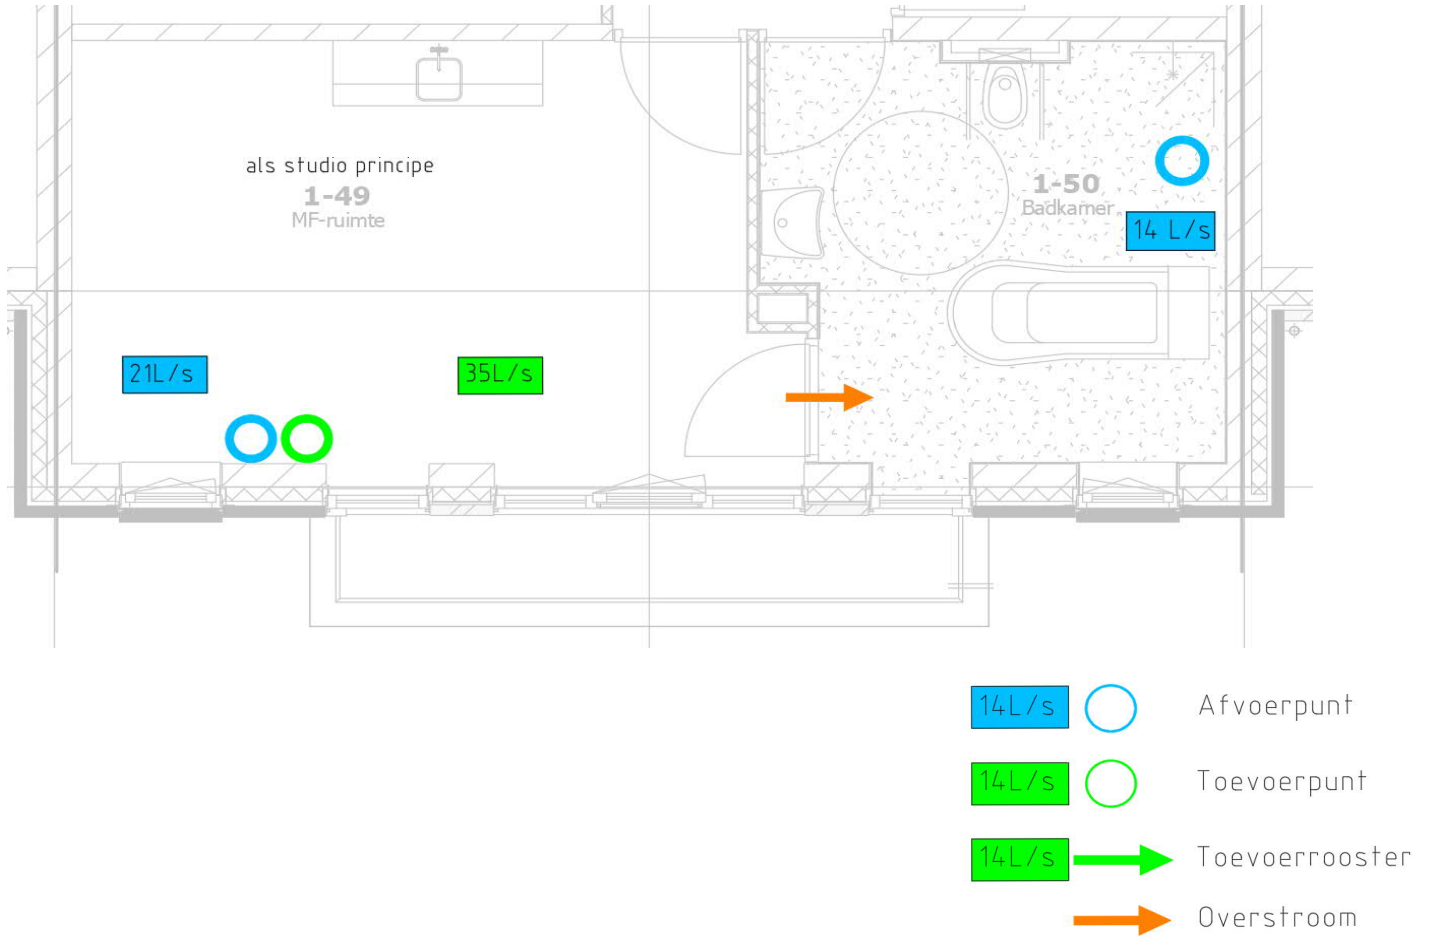 als studio principe
1-49
MF-ruimte
1-50
Badkamer
14 L/s
21L/s
35L/s
14L/s Afvoerpunt
14L/s Toevoerpunt
14L/s Toevoerrooster
Overstroom